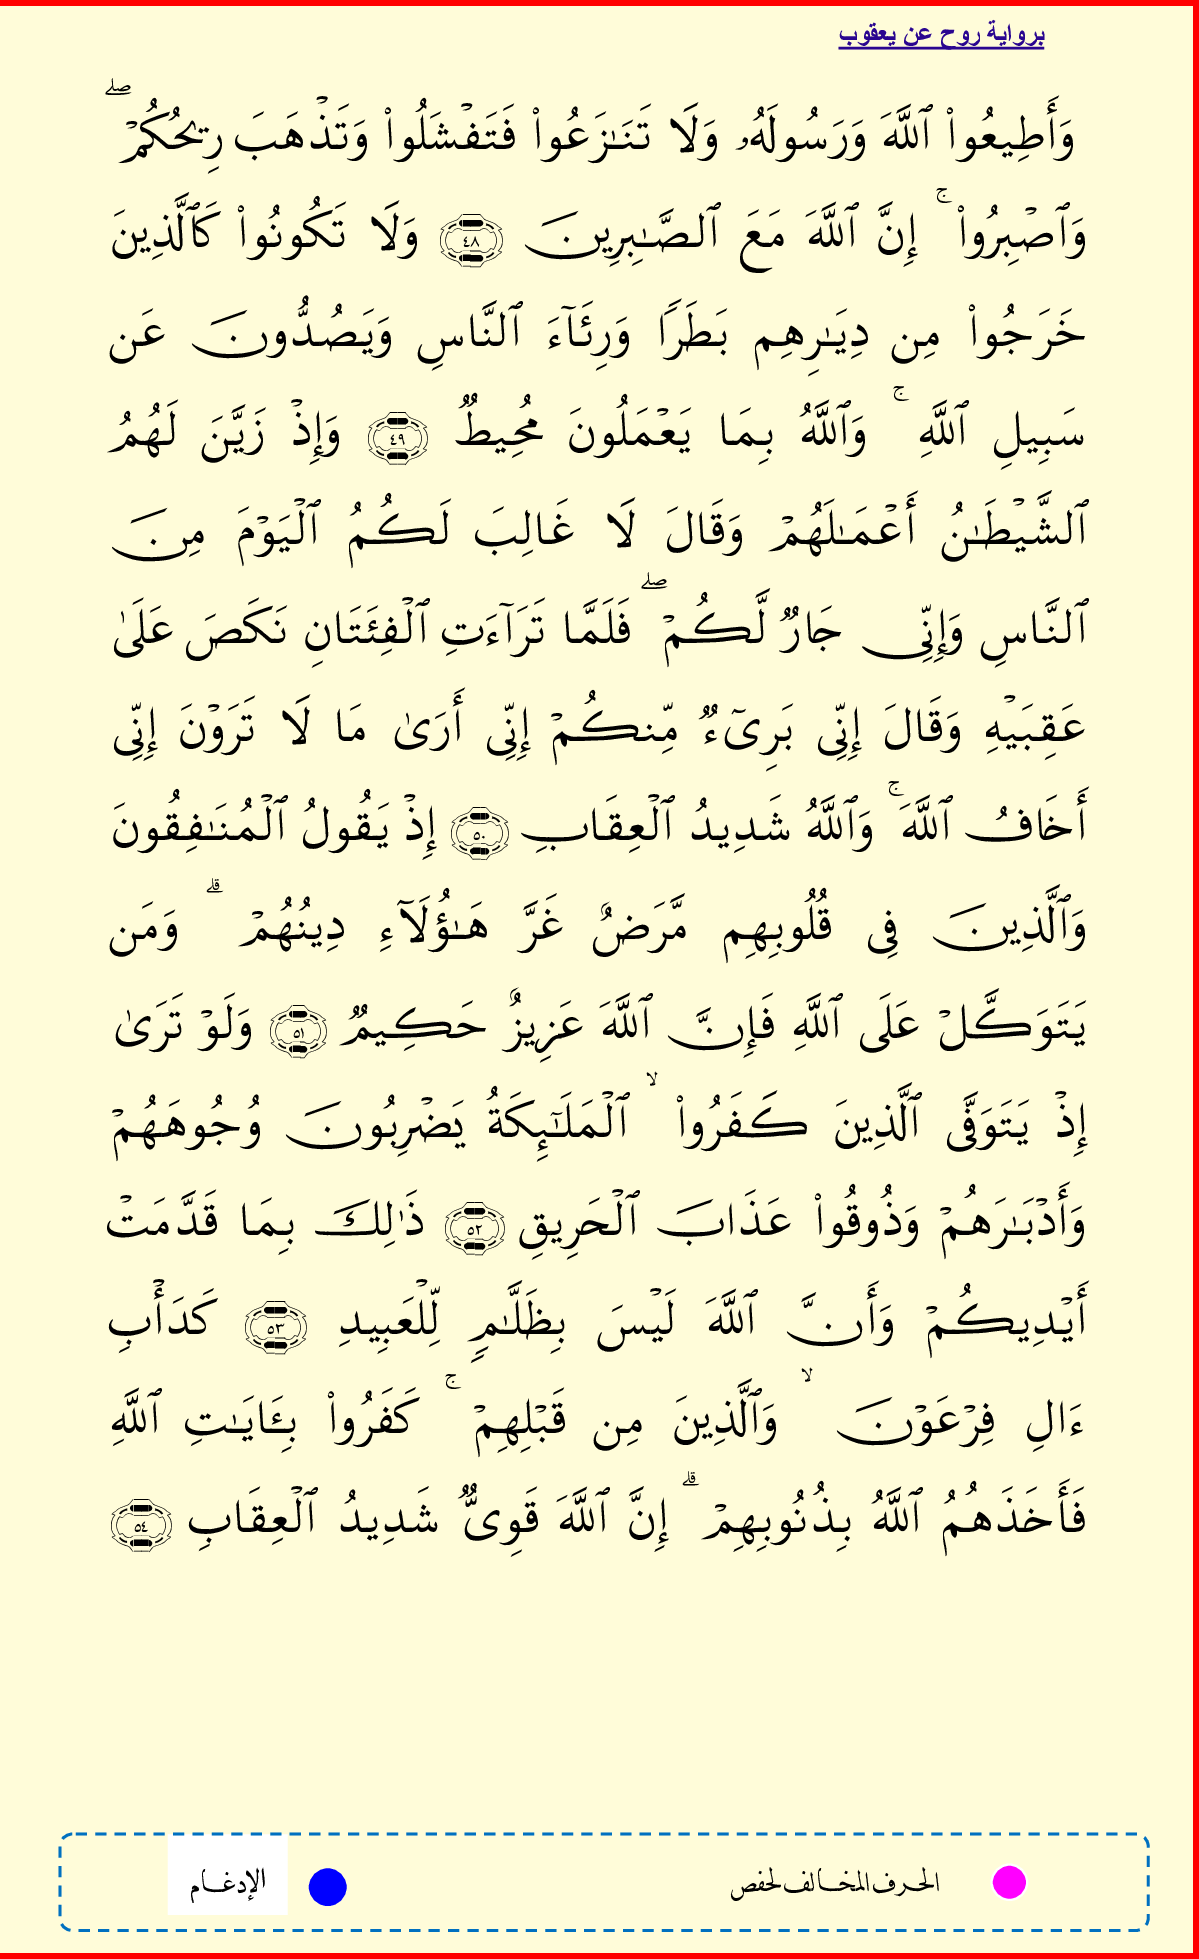 برواية روح عن يعقوب
وَأَطِيعُوا۟ ٱللَّهَ وَرَسُولَهُۥ وَلَا تَنَـٰزَعُوا۟ فَتَفْشَلُوا۟ وَتَذْهَبَ رِيحُكُمْ ۖ
وَٱصْبِرُوا۟ ۚ إِنَّ ٱللَّهَ مَعَ ٱلصَّـٰبِرِينَ ٤٨ وَلَا تَكُونُوا۟ كَٱلَّذِينَ
خَرَجُوا۟ مِن دِيَـٰرِهِم بَطَرًا وَرِئَآءَ ٱلنَّاسِ وَيَصُدُّونَ عَن
سَبِيلِ ٱللَّهِ ۚ وَٱللَّهُ بِمَا يَعْمَلُونَ مُحِيطٌ ٤٩ وَإِذْ زَيَّنَ لَهُمُ
ٱلشَّيْطَـٰنُ أَعْمَـٰلَهُمْ وَقَالَ لَا غَالِبَ لَكُمُ ٱلْيَوْمَ مِنَ
ٱلنَّاسِ وَإِنِّى جَارٌ لَّكُمْ ۖ فَلَمَّا تَرَآءَتِ ٱلْفِئَتَانِ نَكَصَ عَلَىٰ
عَقِبَيْهِ وَقَالَ إِنِّى بَرِىٓءٌ مِّنكُمْ إِنِّى أَرَىٰ مَا لَا تَرَوْنَ إِنِّى
أَخَافُ ٱللَّهَ ۚ وَٱللَّهُ شَدِيدُ ٱلْعِقَابِ ٥٠ إِذْ يَقُولُ ٱلْمُنَـٰفِقُونَ
وَٱلَّذِينَ فِى قُلُوبِهِم مَّرَضٌ غَرَّ هَـٰٓؤُلَآءِ دِينُهُمْ ۗ وَمَن
يَتَوَكَّلْ عَلَى ٱللَّهِ فَإِنَّ ٱللَّهَ عَزِيزٌ حَكِيمٌ ٥١ وَلَوْ تَرَىٰ
إِذْ يَتَوَفَّى ٱلَّذِينَ كَفَرُوا۟ ۙ ٱلْمَلَـٰٓئِكَةُ يَضْرِبُونَ وُجُوهَهُمْ
وَأَدْبَـٰرَهُمْ وَذُوقُوا۟ عَذَابَ ٱلْحَرِيقِ ٥٢ ذَٰلِكَ بِمَا قَدَّمَتْ
أَيْدِيكُمْ وَأَنَّ ٱللَّهَ لَيْسَ بِظَلَّـٰمٍ لِّلْعَبِيدِ ٥٣ كَدَأْبِ
ءَالِ فِرْعَوْنَ ۙ وَٱلَّذِينَ مِن قَبْلِهِمْ ۚ كَفَرُوا۟ بِـَٔايَـٰتِ ٱللَّهِ
فَأَخَذَهُمُ ٱللَّهُ بِذُنُوبِهِمْ ۗ إِنَّ ٱللَّهَ قَوِىٌّ شَدِيدُ ٱلْعِقَابِ ٥٤
الحرف المخالف لحفص الإدغام